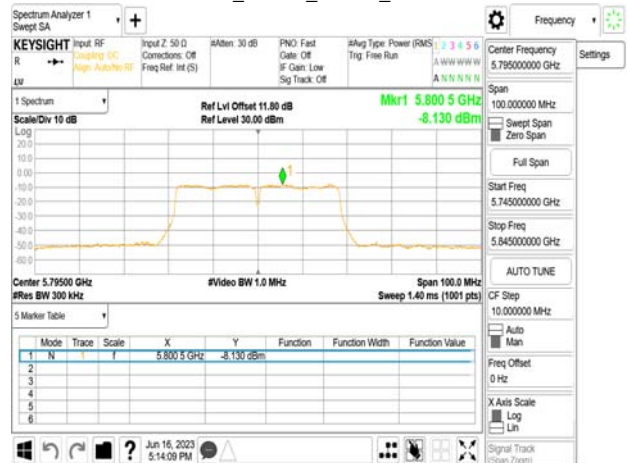 Spectrum Analyzer 1
Swept SA
Frequency
KEYSIGHT Input: RF Input Z: 50 Ω #Atten: 30 dB PNO: Fast #Avg Type: Power (RMS 1 2 3 4 5 6
R Coupling: DC Corrections: Off Gate: Off Trig: Free Run A W W W W W
Align: Auto/No RF Freq Ref: Int (S) IF Gain: Low
Sig Track: Off A N N N N N
Center Frequency
5.795000000 GHz
Settings
Span
100.000000 MHz
Swept Span
Zero Span
Full Span
Start Freq
5.745000000 GHz
Stop Freq
5.845000000 GHz
AUTO TUNE
CF Step
10.000000 MHz
Auto
Man
Freq Offset
0 Hz
X Axis Scale
Log
Lin
Signal Track
(Span Zoom)
1 Spectrum
Ref Lvl Offset 11.80 dB
Mkr1 5.800 5 GHz
Scale/Div 10 dB
Ref Level 30.00 dBm
-8.130 dBm
Log
20.0
10.0
0.00
-10.0
-20.0
-30.0
-40.0
-50.0
-60.0
1
Center 5.79500 GHz #Video BW 1.0 MHz Span 100.0 MHz
#Res BW 300 kHz Sweep 1.40 ms (1001 pts)
5 Marker Table
Mode Trace Scale X Y Function Function Width Function Value
1 N 1 f 5.800 5 GHz -8.130 dBm
2
3
4
5
6
Jun 16, 2023
5:14:09 PM